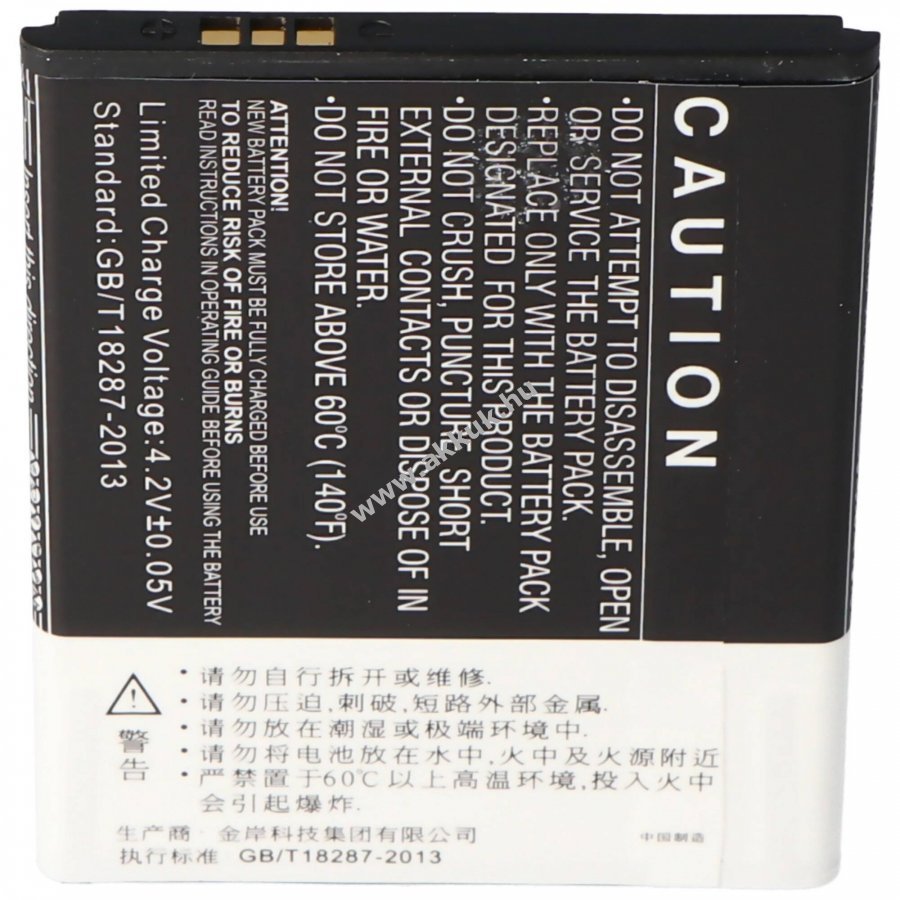 CAUTION
•DO NOT ATTEMPT TO DISASSEMBLE, OPEN
OR SERVICE THE BATTERY PACK.
•REPLACE ONLY WITH THE BATTERY PACK
DESIGNATED FOR THIS PRODUCT.
•DO NOT CRUSH, PUNCTURE, SHORT
EXTERNAL CONTACTS OR DISPOSE OF IN
FIRE OR WATER.
•DO NOT STORE ABOVE 60°C (140°F).
ATTENTION!
NEW BATTERY PACK MUST BE FULLY CHARGED BEFORE USE
TO REDUCE RISK OF FIRE OR BURNS
READ INSTRUCTIONS IN OPERATING GUIDE BEFORE USING THE BATTERY
Limited Charge Voltage:4.2V±0.05V
Standard:GB/T18287-2013
this direction
www.akkuk.hu
警告
•请勿自行拆开或维修.
•请勿压迫,刺破,短路外部金属.
•请勿放在潮湿或极端环境中.
•请勿将电池放在水中,火中及火源附近
•严禁置于60℃以上高温环境,投入火中
会引起爆炸.
生产商: 金岸科技集团有限公司
中国制造
执行标准 GB/T18287-2013